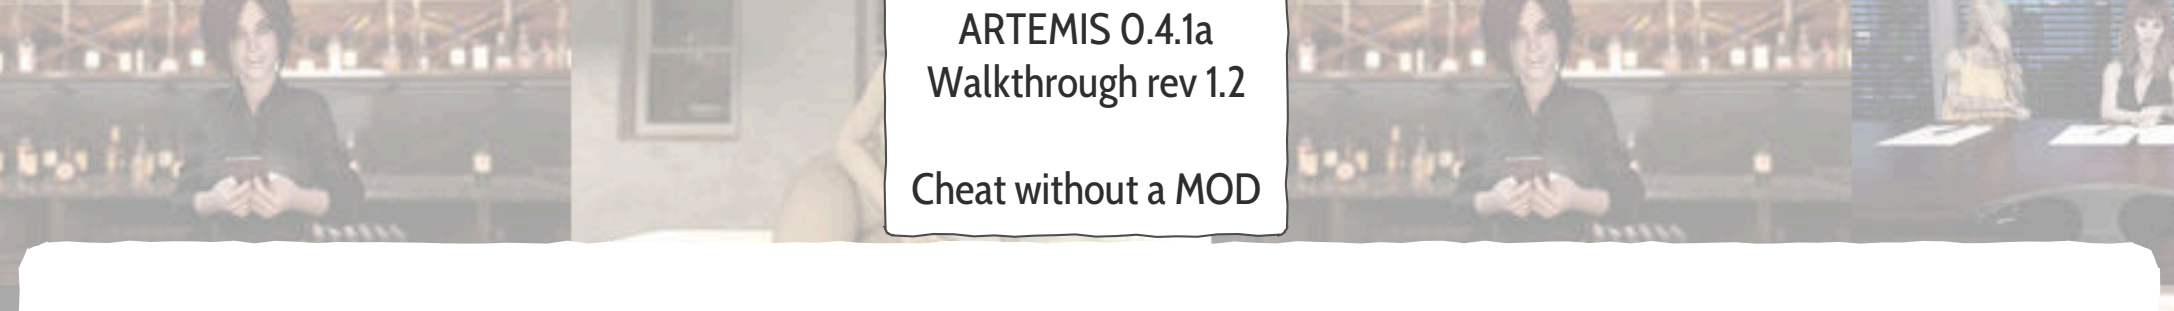 ARTEMIS 0.4.1a
Walkthrough rev 1.2
Cheat without a MOD